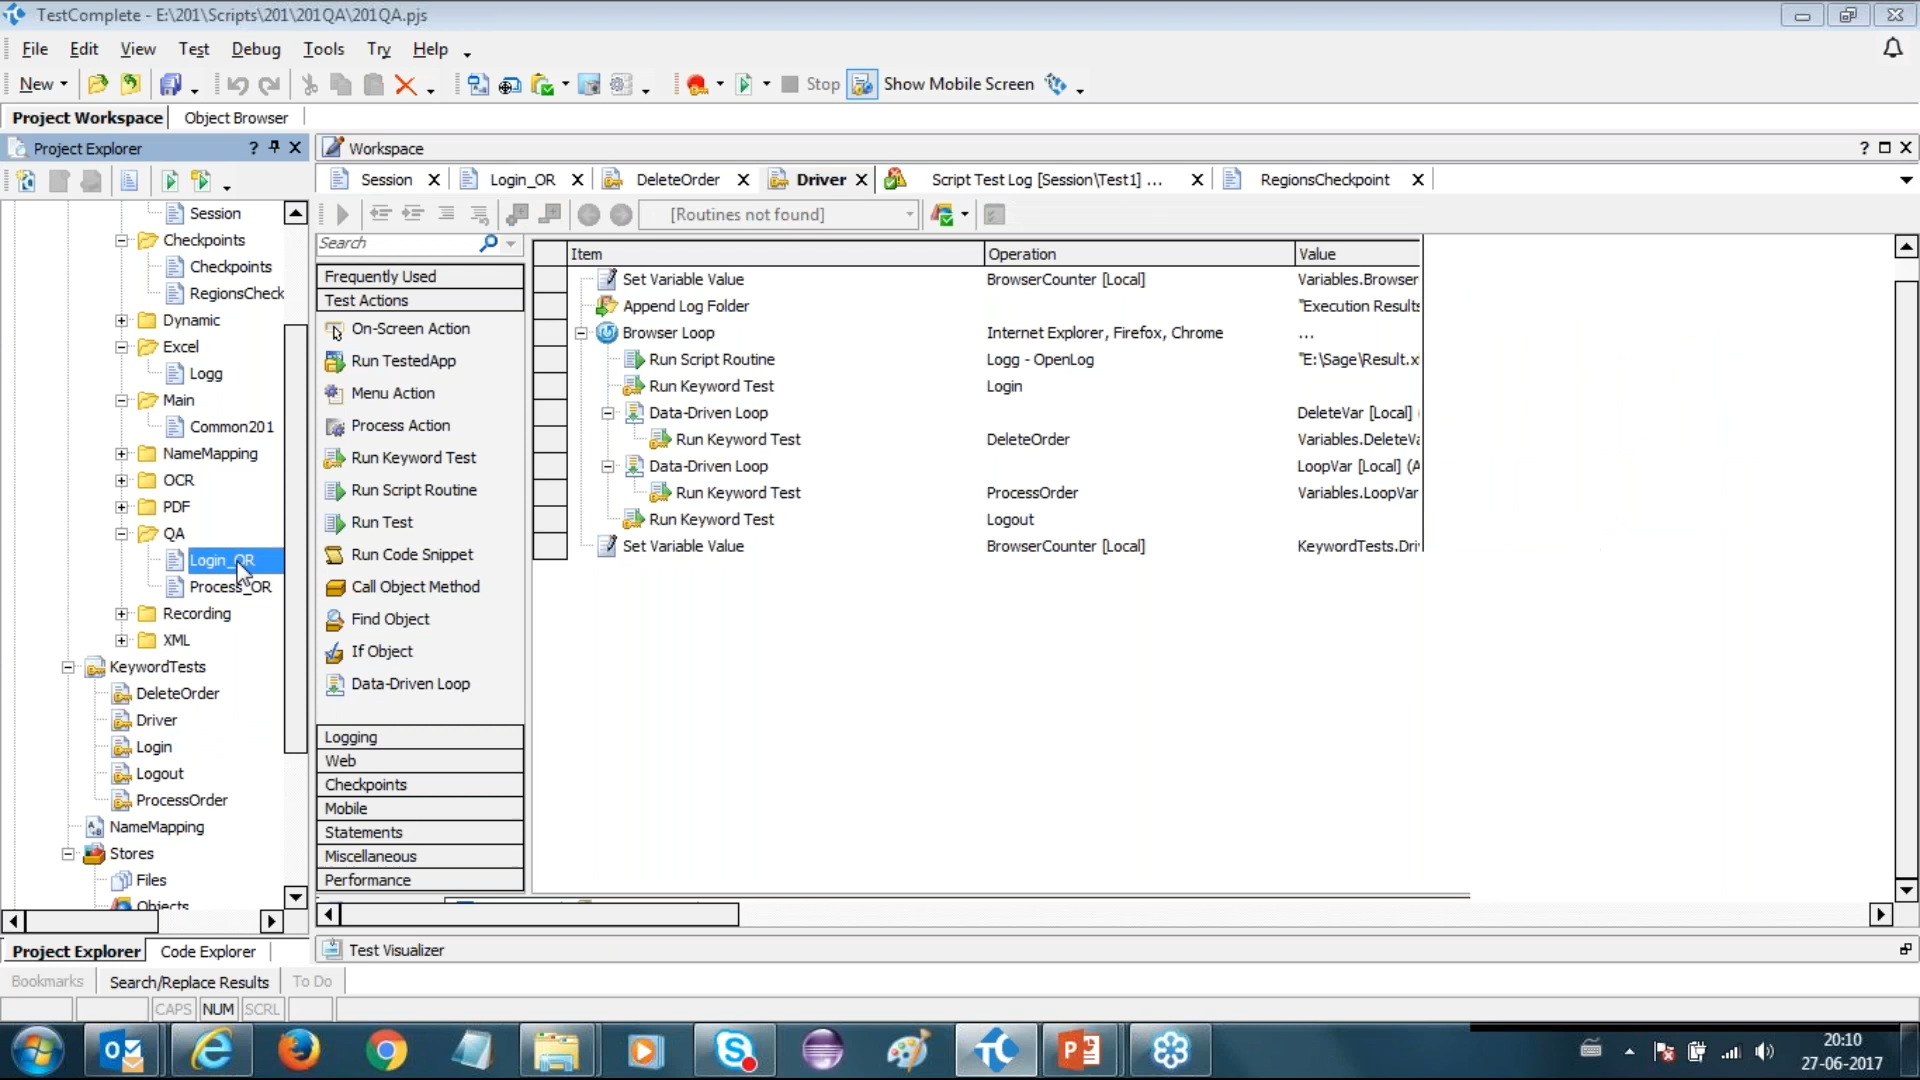 TestComplete - E:\201\Scripts\201\201QA\201QA.pjs
File Edit View Test Debug Tools Try Help
New Stop Show Mobile Screen
Project Workspace Object Browser
Project Explorer ? Workspace ?
Session Login_OR DeleteOrder Driver Script Test Log [Session\Test1] ... RegionsCheckpoint
[Routines not found]
Session
Checkpoints
Checkpoints
RegionsCheck
Dynamic
Excel
Logg
Main
Common201
NameMapping
OCR
PDF
QA
Login_OR
Process_OR
Recording
XML
KeywordTests
DeleteOrder
Driver
Login
Logout
ProcessOrder
NameMapping
Stores
Files
Objects
Search
Frequently Used
Test Actions
On-Screen Action
Run TestedApp
Menu Action
Process Action
Run Keyword Test
Run Script Routine
Run Test
Run Code Snippet
Call Object Method
Find Object
If Object
Data-Driven Loop
Logging
Web
Checkpoints
Mobile
Statements
Miscellaneous
Performance
Item Operation Value
Set Variable Value BrowserCounter [Local] Variables.Browser
Append Log Folder "Execution Results
Browser Loop Internet Explorer, Firefox, Chrome ...
Run Script Routine Logg - OpenLog "E:\Sage\Result.x
Run Keyword Test Login
Data-Driven Loop DeleteVar [Local] (
Run Keyword Test DeleteOrder Variables.DeleteVa
Data-Driven Loop LoopVar [Local] (A
Run Keyword Test ProcessOrder Variables.LoopVar
Run Keyword Test Logout
Set Variable Value BrowserCounter [Local] KeywordTests.Dri
Project Explorer Code Explorer Test Visualizer
Bookmarks Search/Replace Results To Do
CAPS NUM SCRL
20:10
27-06-2017